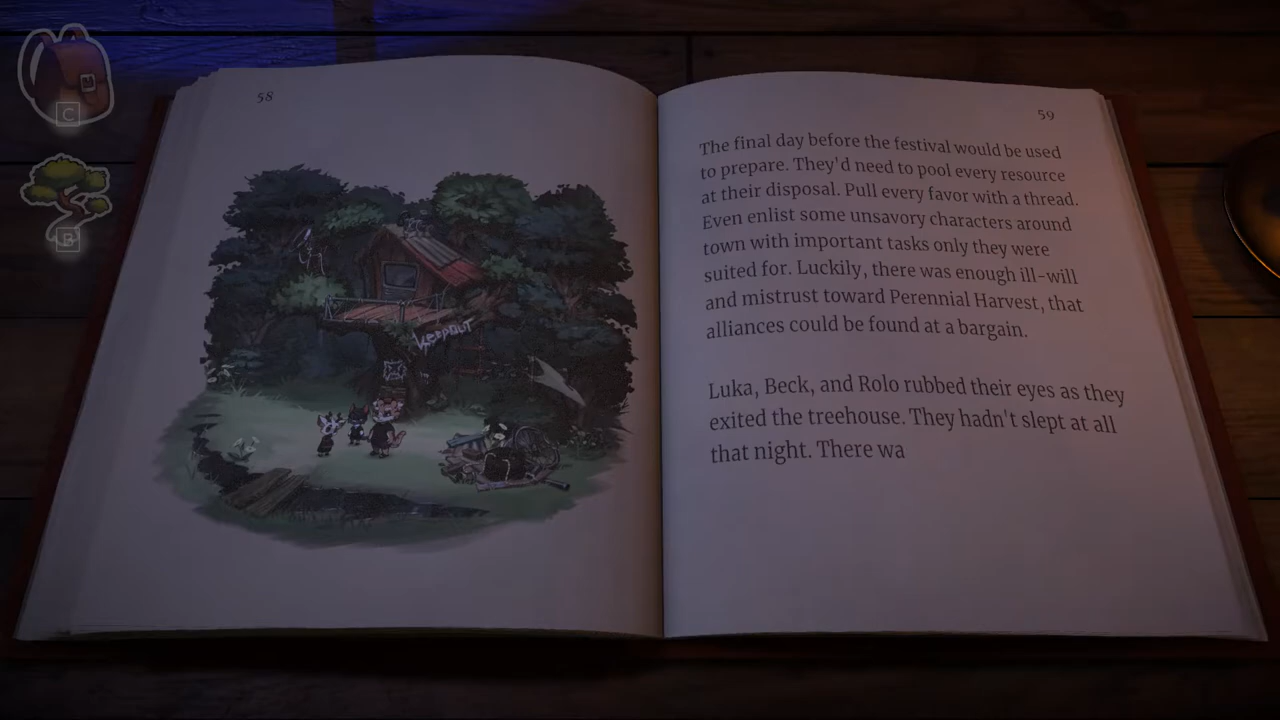 C
B
58
KEEP OUT
59
The final day before the festival would be used
to prepare. They'd need to pool every resource
at their disposal. Pull every favor with a thread.
Even enlist some unsavory characters around
town with important tasks only they were
suited for. Luckily, there was enough ill-will
and mistrust toward Perennial Harvest, that
alliances could be found at a bargain.
Luka, Beck, and Rolo rubbed their eyes as they
exited the treehouse. They hadn't slept at all
that night. There wa